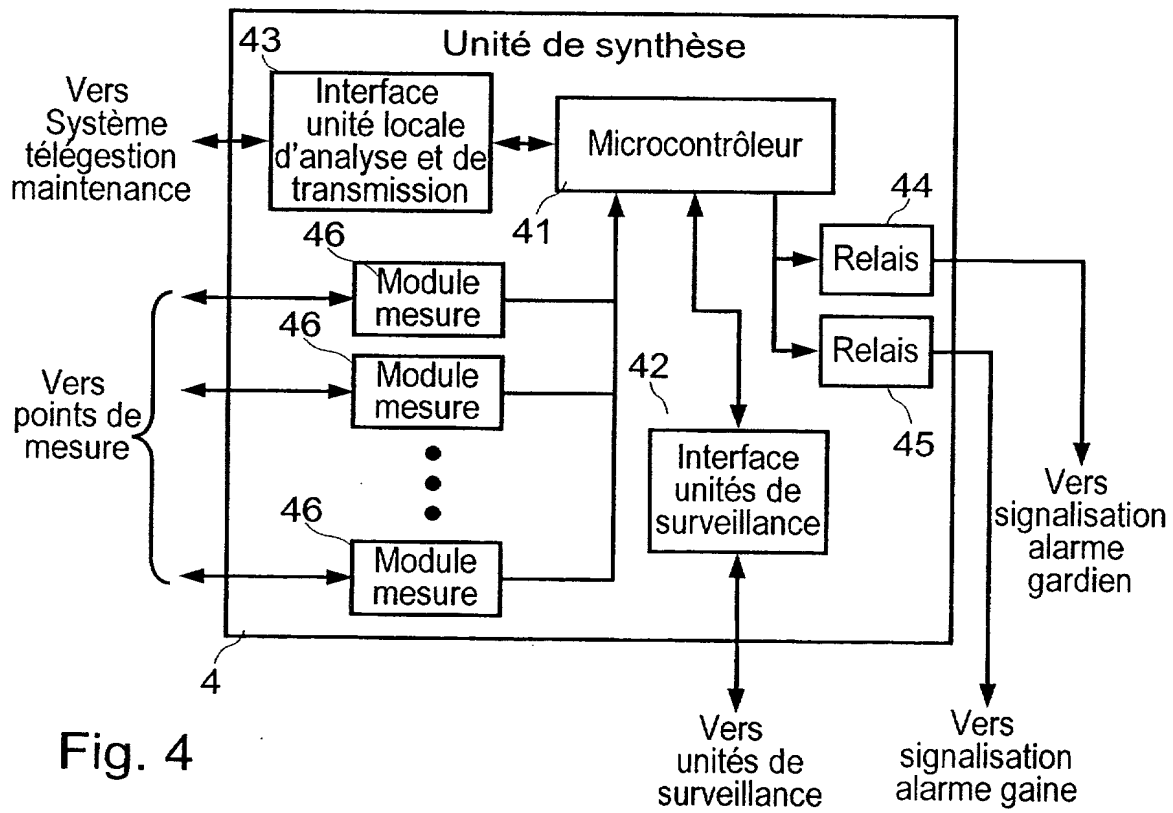 Unité de synthèse
43
Vers
Système
télégestion
maintenance
Interface
unité locale
d'analyse et de
transmission
Microcontrôleur
41
44
Relais
46
Module
mesure
46
Module
mesure
46
Module
mesure
Vers
points de
mesure
Relais
45
42
Interface
unités de
surveillance
Vers
signalisation
alarme
gardien
4
Vers
unités de
surveillance
Vers
signalisation
alarme gaine
Fig. 4